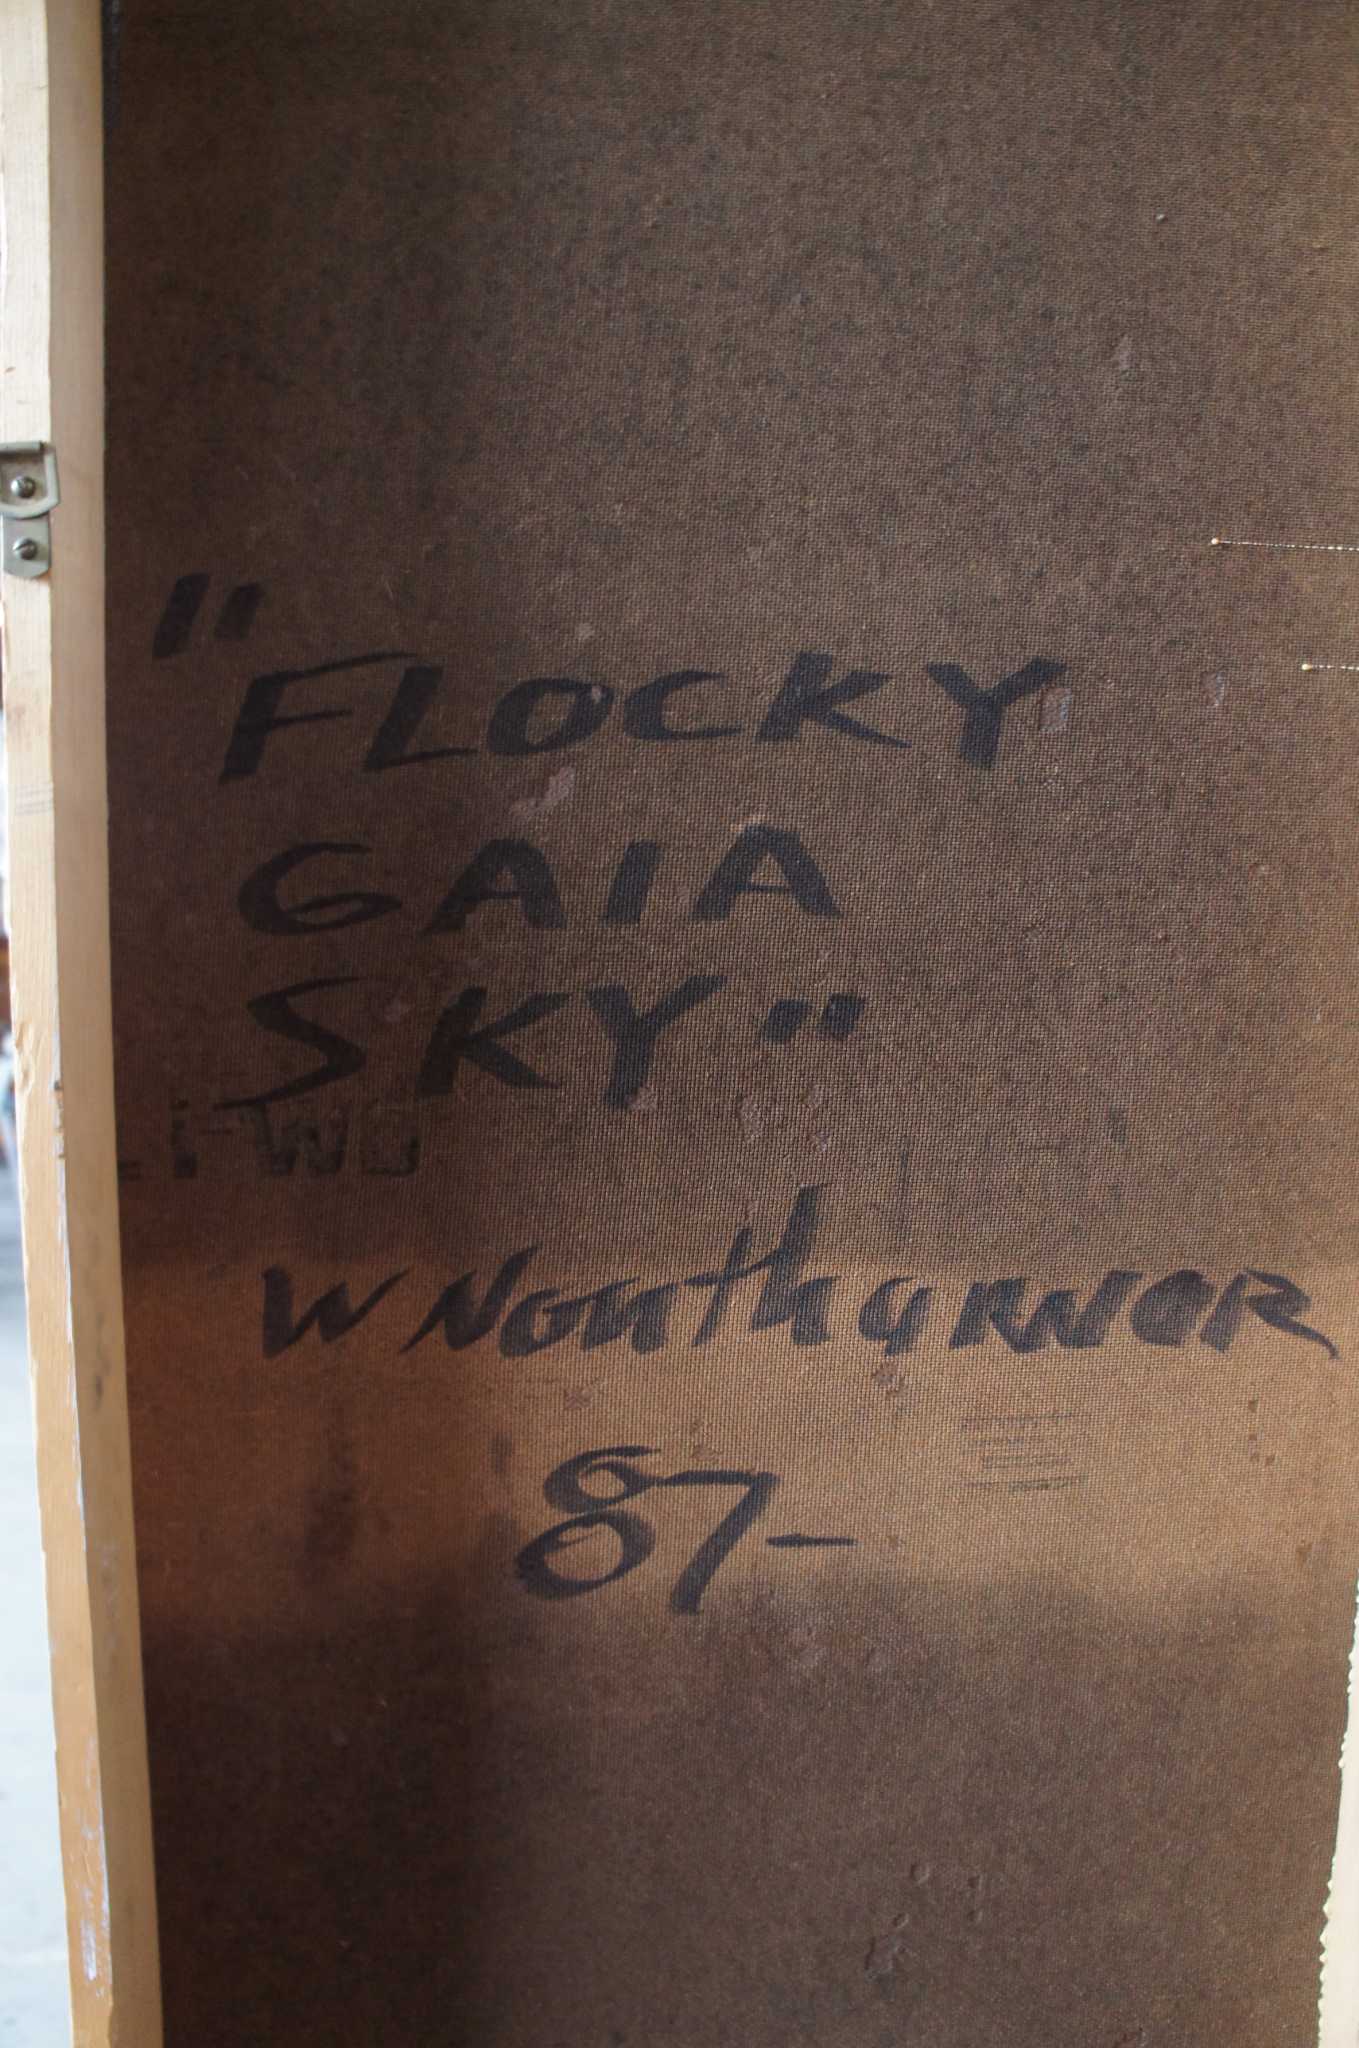 "FLOCKY
GAIA
SKY"
W Northgraver
87-